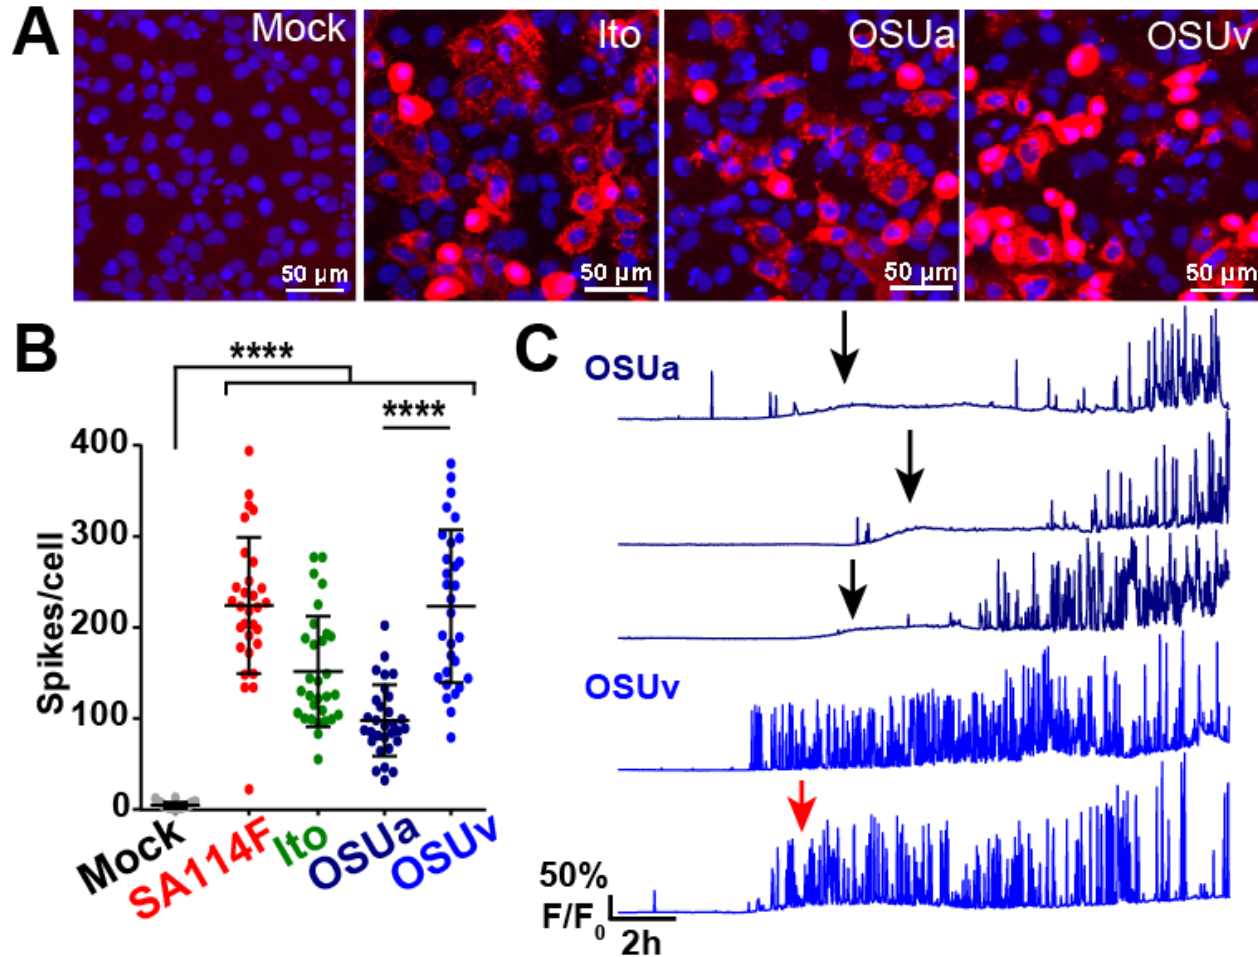 A
Mock
Ito
OSUa
OSUv
50 µm
50 µm
50 µm
50 µm
B
****
****
Spikes/cell
400
300
200
100
0
Mock
SA114F
Ito
OSUa
OSUv
C
OSUa
OSUv
50%
F/F0
2h